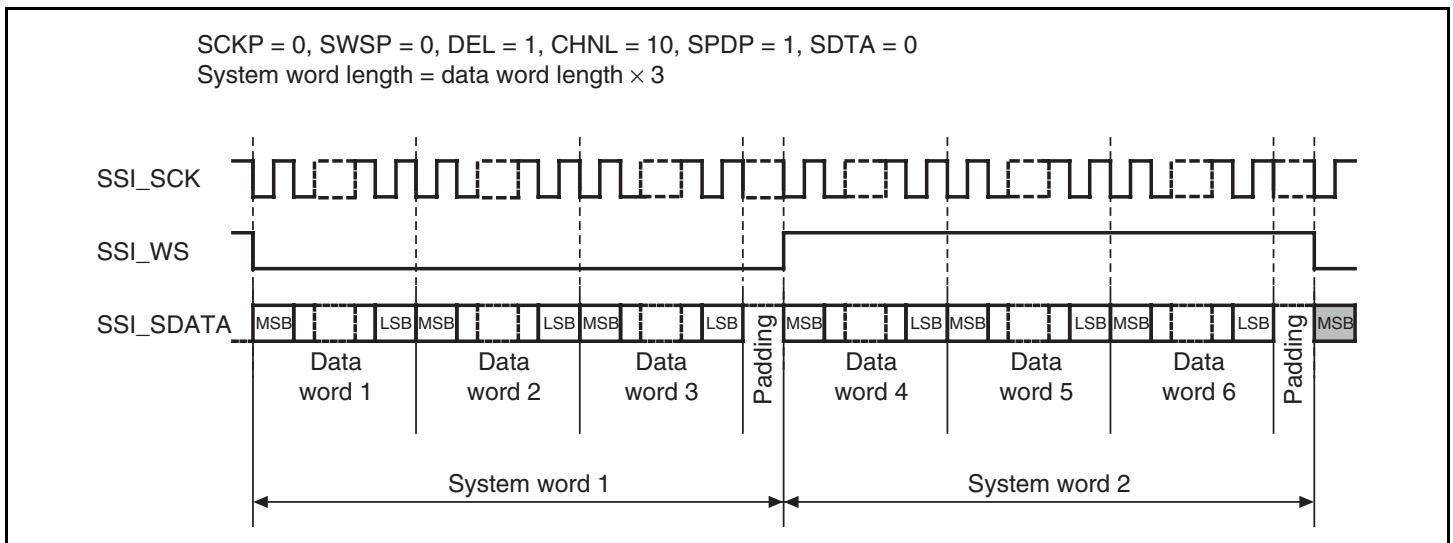 SCKP = 0, SWSP = 0, DEL = 1, CHNL = 10, SPDP = 1, SDTA = 0
System word length = data word length × 3
SSI_SCK
SSI_WS
SSI_SDATA
MSB LSB MSB LSB MSB LSB Padding MSB LSB MSB LSB MSB LSB Padding MSB
Data word 1
Data word 2
Data word 3
Data word 4
Data word 5
Data word 6
System word 1
System word 2